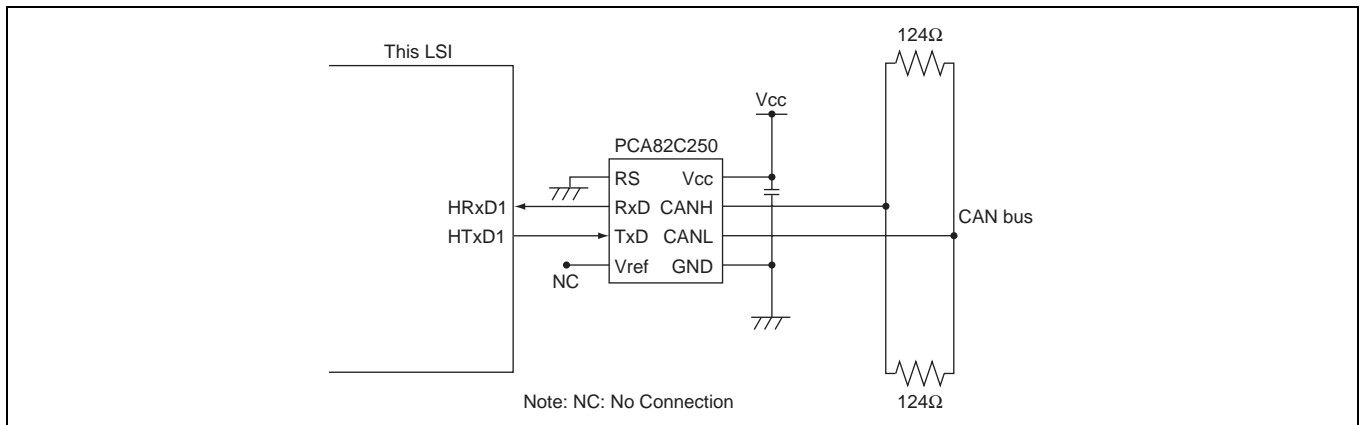 124Ω
This LSI
Vcc
PCA82C250
RS Vcc
HRxD1 RxD CANH
CAN bus
HTxD1 TxD CANL
Vref GND
NC
124Ω
Note: NC: No Connection